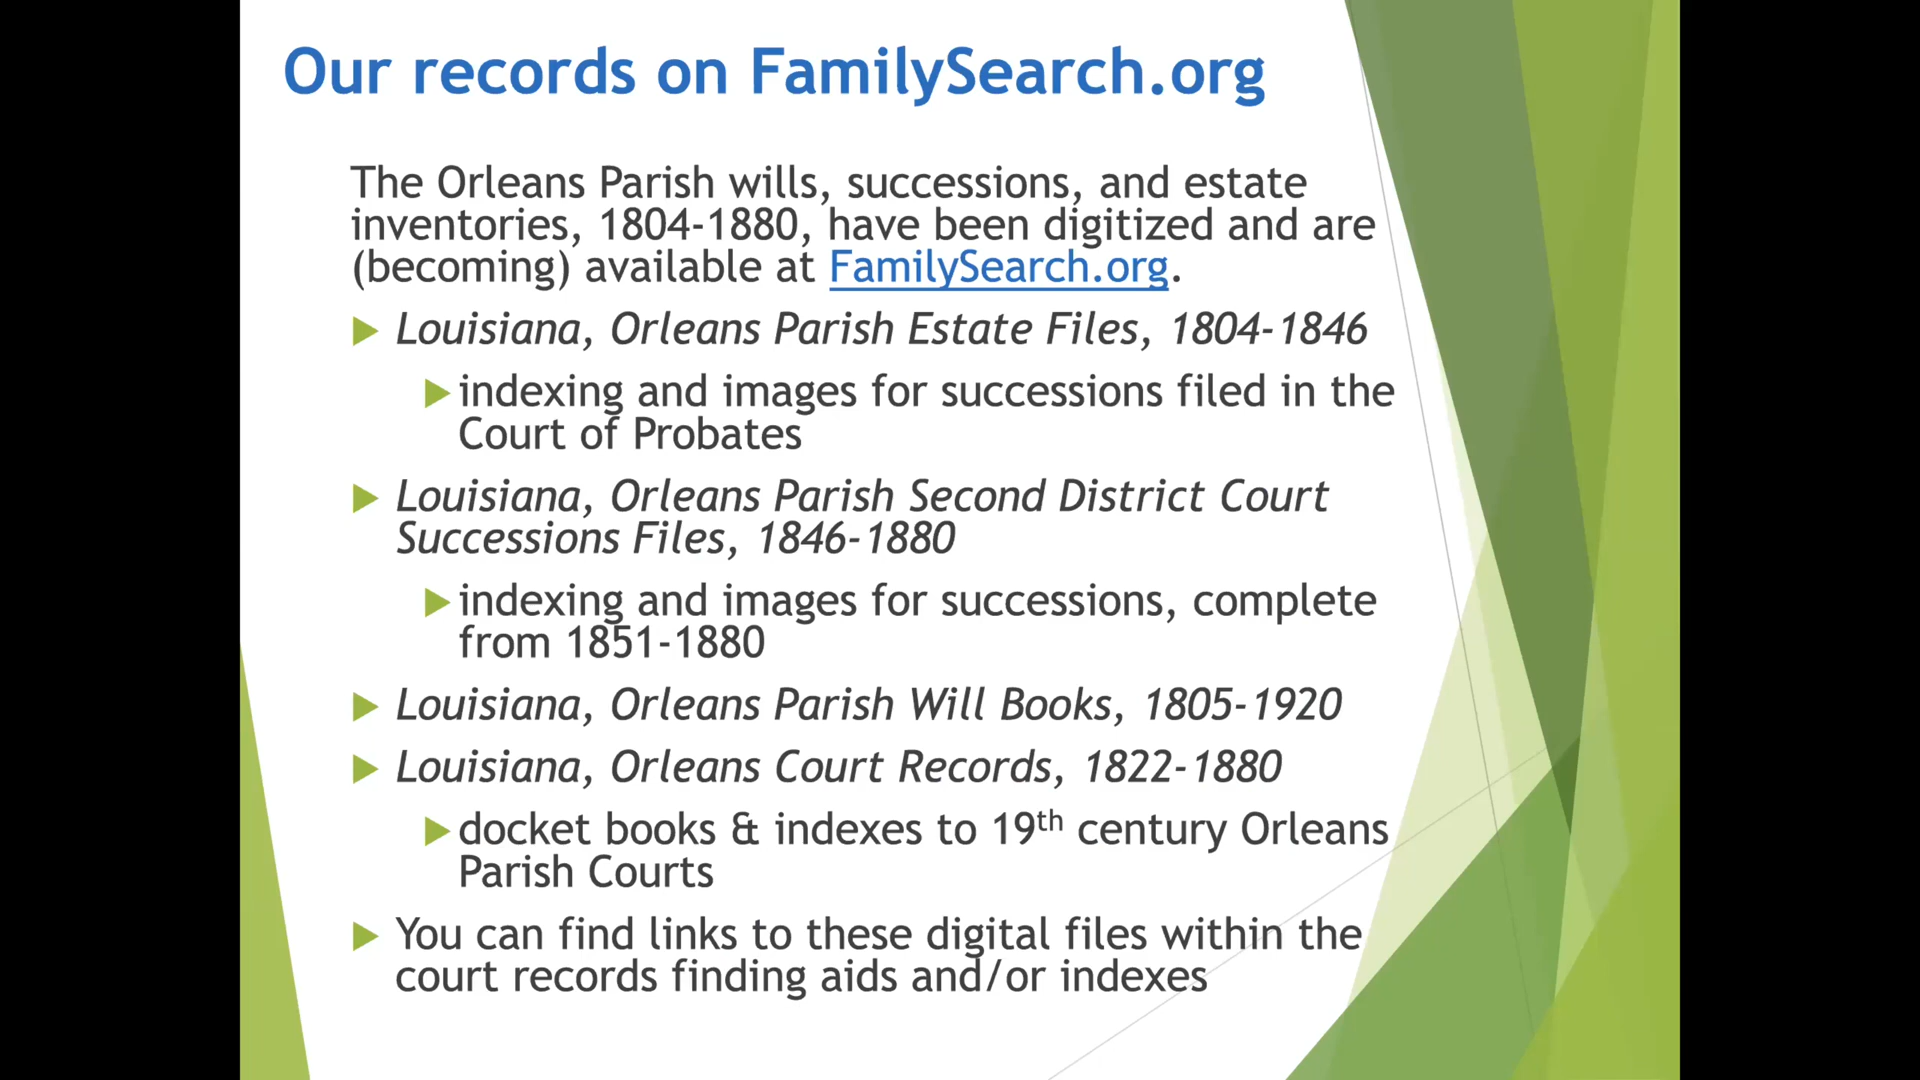 Our records on FamilySearch.org
The Orleans Parish wills, successions, and estate
inventories, 1804-1880, have been digitized and are
(becoming) available at FamilySearch.org.
Louisiana, Orleans Parish Estate Files, 1804-1846
indexing and images for successions filed in the
Court of Probates
Louisiana, Orleans Parish Second District Court
Successions Files, 1846-1880
indexing and images for successions, complete
from 1851-1880
Louisiana, Orleans Parish Will Books, 1805-1920
Louisiana, Orleans Court Records, 1822-1880
docket books & indexes to 19th century Orleans
Parish Courts
You can find links to these digital files within the
court records finding aids and/or indexes